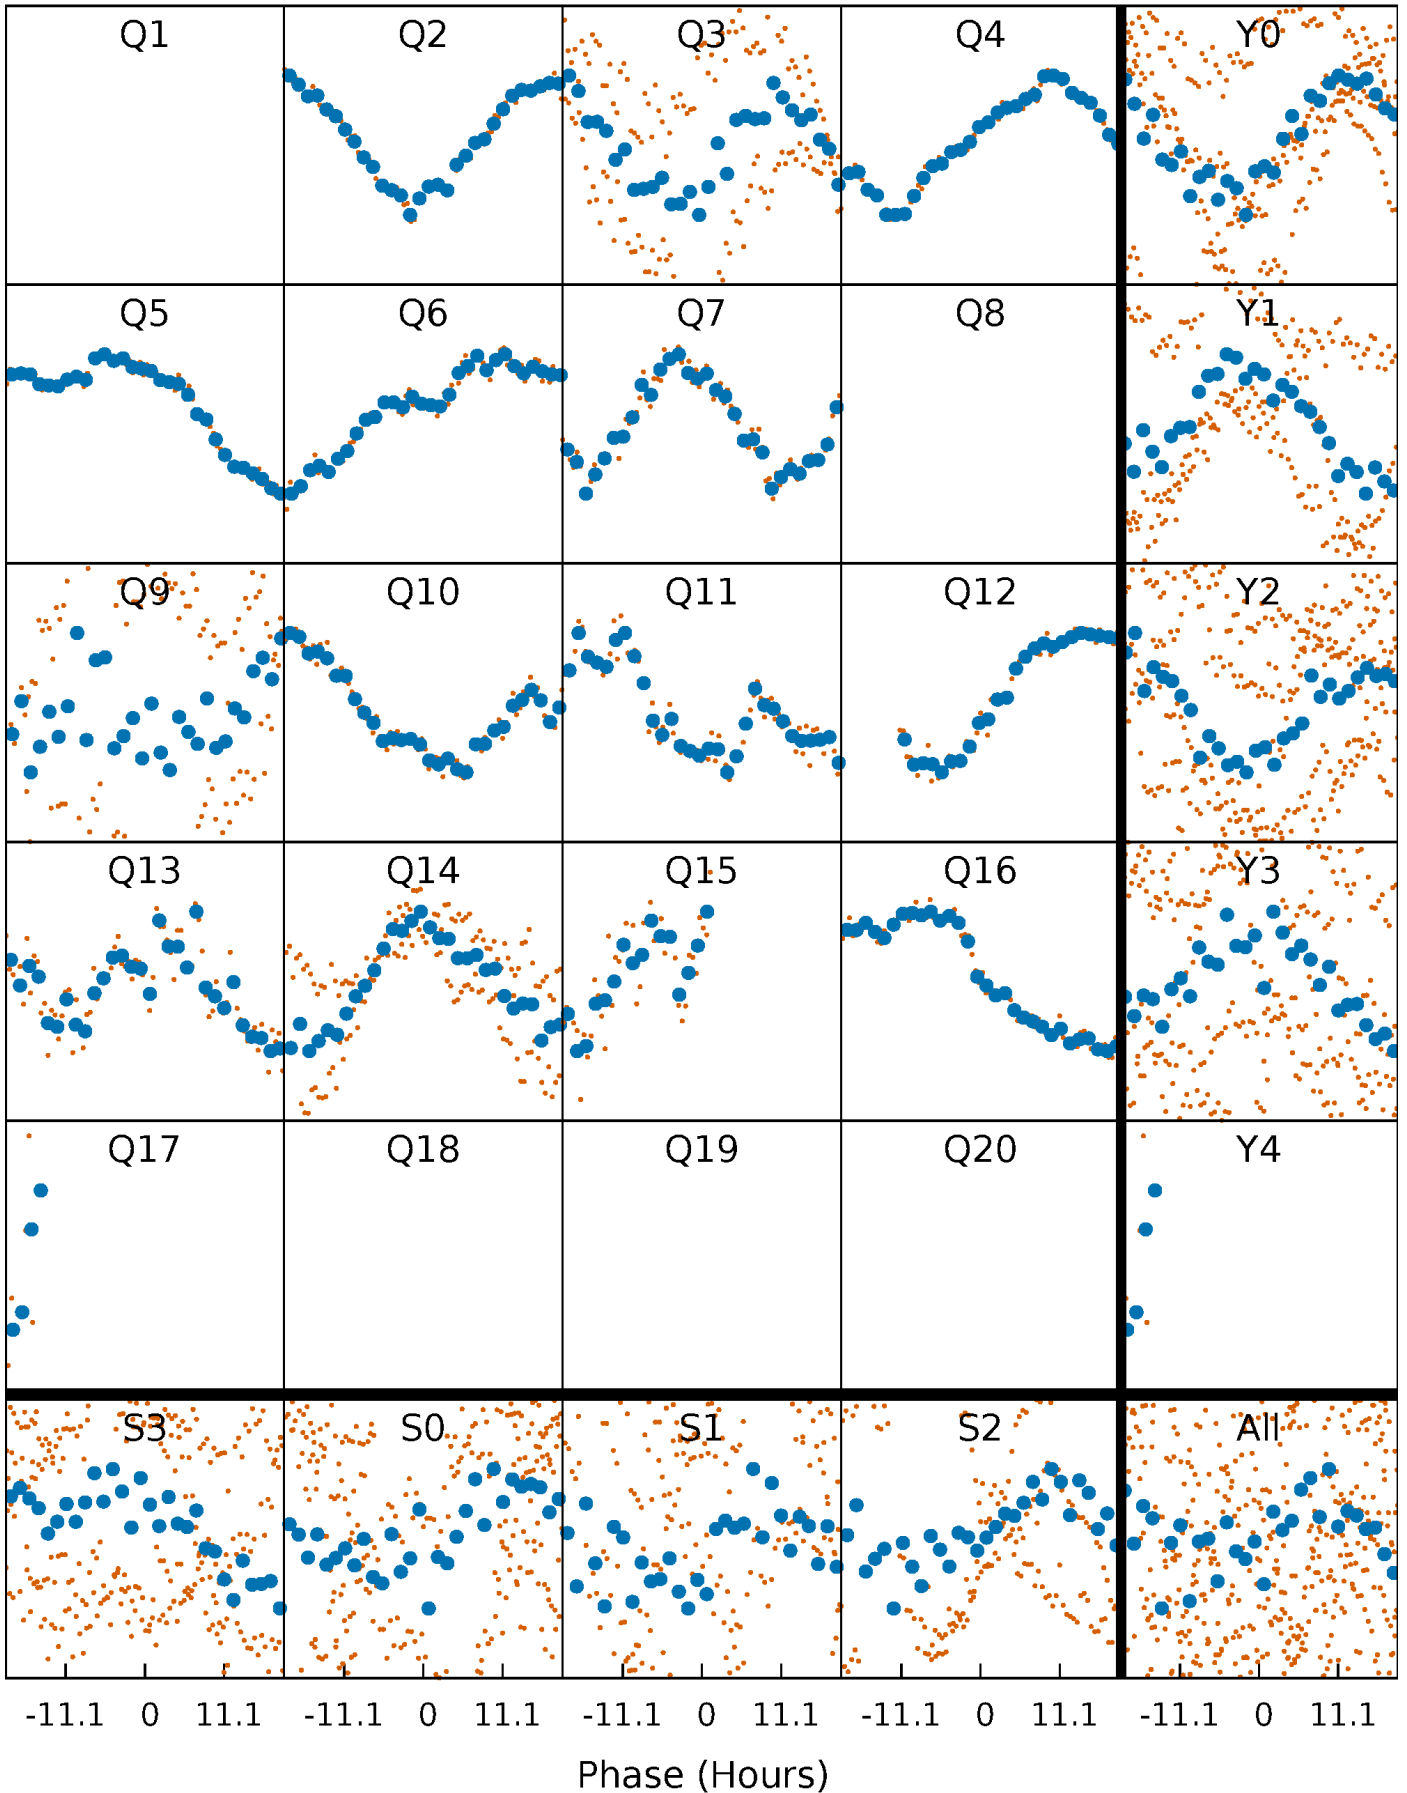 Q1 Q2 Q3 Q4 Y0
Q5 Q6 Q7 Q8 Y1
Q9 Q10 Q11 Q12 Y2
Q13 Q14 Q15 Q16 Y3
Q17 Q18 Q19 Q20 Y4
S3 S0 S1 S2 All
-11.1 0 11.1 -11.1 0 11.1 -11.1 0 11.1 -11.1 0 11.1 -11.1 0 11.1
Phase (Hours)